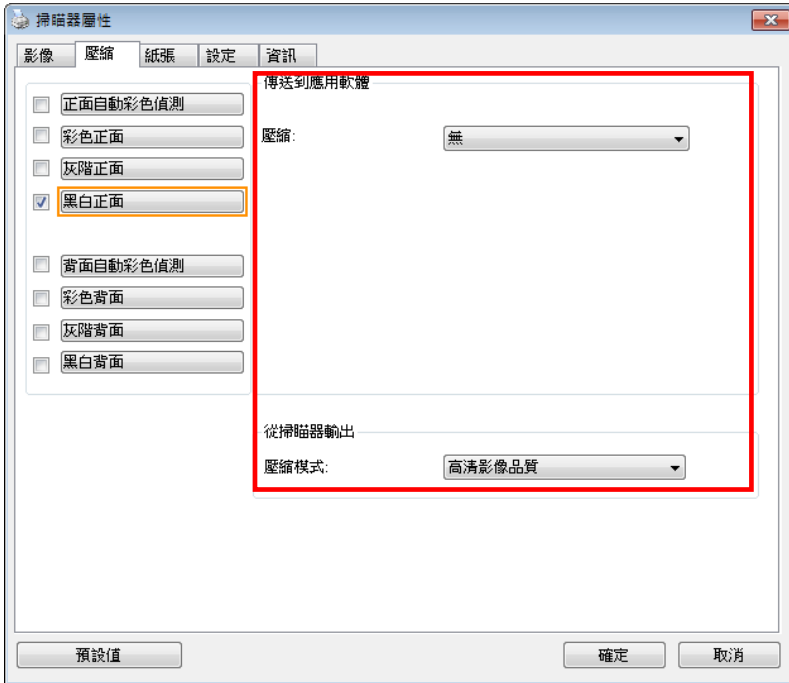 掃瞄器屬性
影像 壓縮 紙張 設定 資訊
正面自動彩色偵測
彩色正面
灰階正面
黑白正面
背面自動彩色偵測
彩色背面
灰階背面
黑白背面
傳送到應用軟體
壓縮: 無
從掃瞄器輸出
壓縮模式: 高清影像品質
預設值 確定 取消